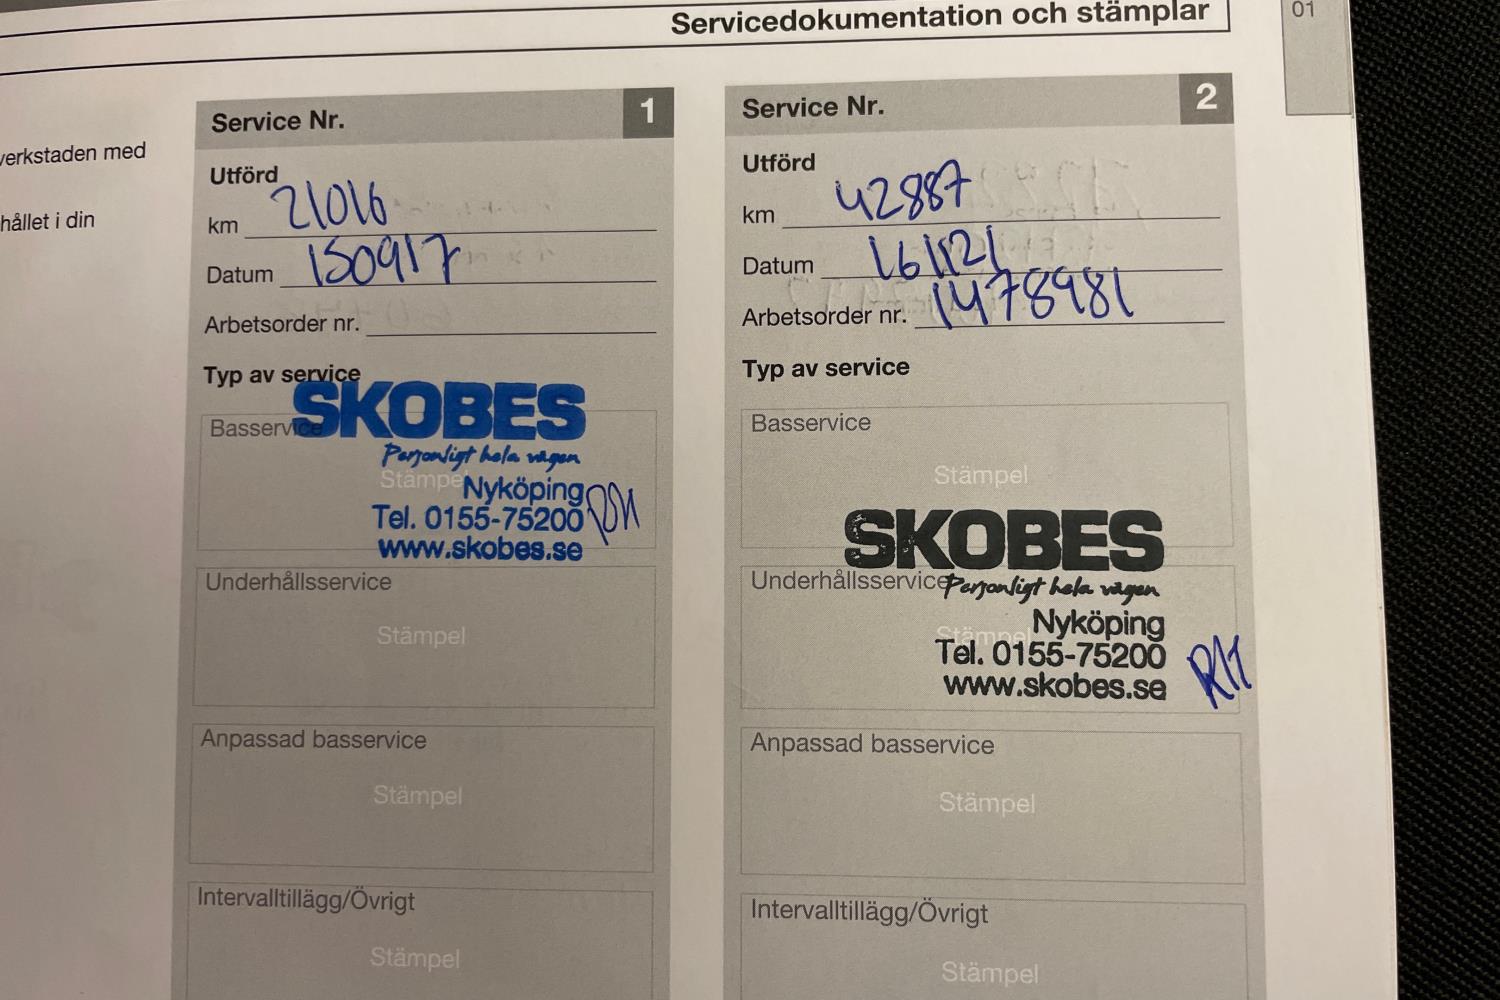 Servicedokumentation och stämplar
01
verkstaden med
hållet i din
Service Nr. 1
Utförd
km 21016
Datum 150917
Arbetsorder nr.
Typ av service
Basservice
SKOBES
Personligt hela vägen
Stämpel
Nyköping
Tel. 0155-75200
www.skobes.se
Underhållsservice
Stämpel
Anpassad basservice
Stämpel
Intervalltillägg/Övrigt
Stämpel
Service Nr. 2
Utförd
km 42887
Datum 161121
Arbetsorder nr. 1478981
Typ av service
Basservice
Stämpel
SKOBES
Underhållsservice
Personligt hela vägen
Stämpel
Nyköping
Tel. 0155-75200
www.skobes.se
Anpassad basservice
Stämpel
Intervalltillägg/Övrigt
Stämpel